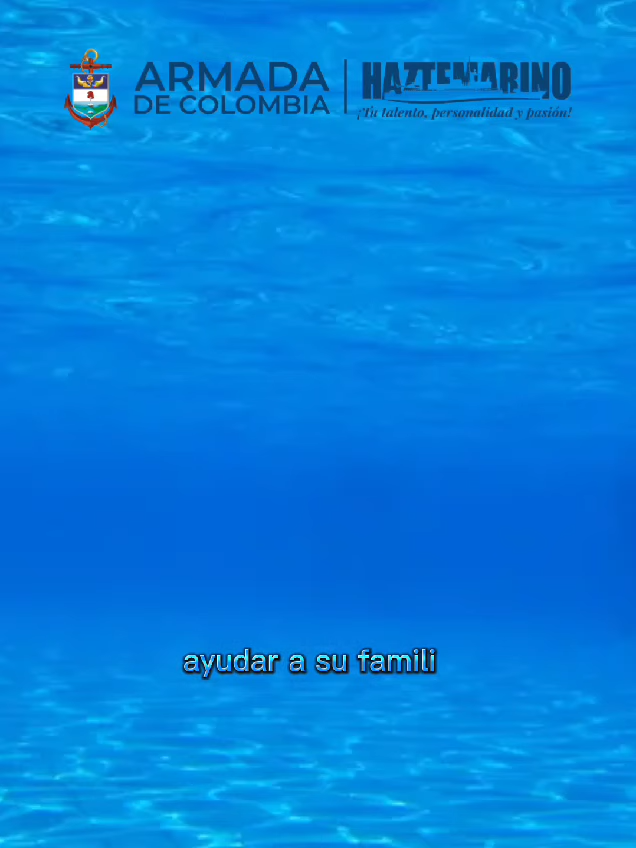 ARMADA
DE COLOMBIA
HAZTEMARINO
¡Tu talento, personalidad y pasión!
ayudar a su famili